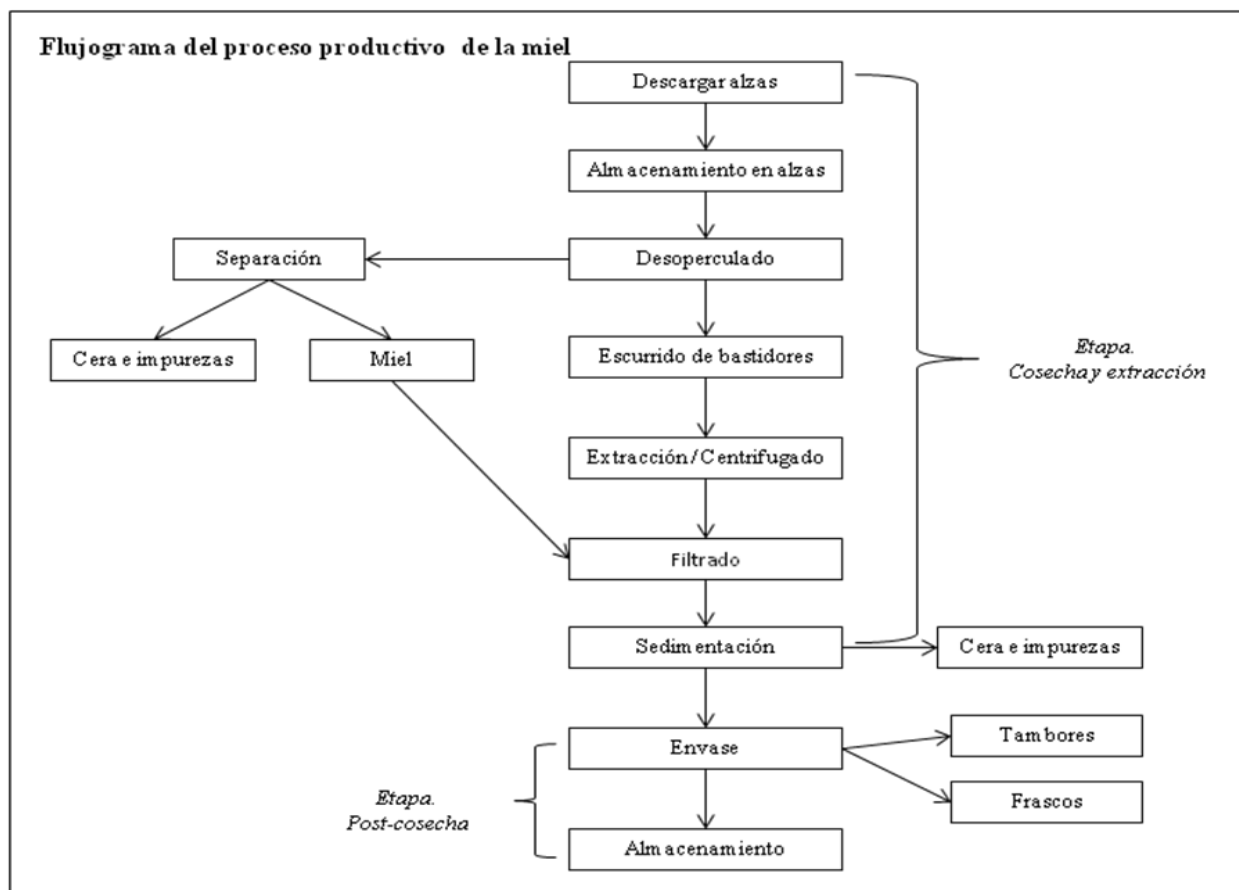 Flujograma del proceso productivo de la miel
Descargar alzas
Almacenamiento en alzas
Separación
Desoperculado
Cera e impurezas
Miel
Escurrido de bastidores
Etapa.
Cosecha y extracción
Extracción/Centrifugado
Filtrado
Sedimentación
Cera e impurezas
Envase
Tambores
Frascos
Etapa.
Post-cosecha
Almacenamiento